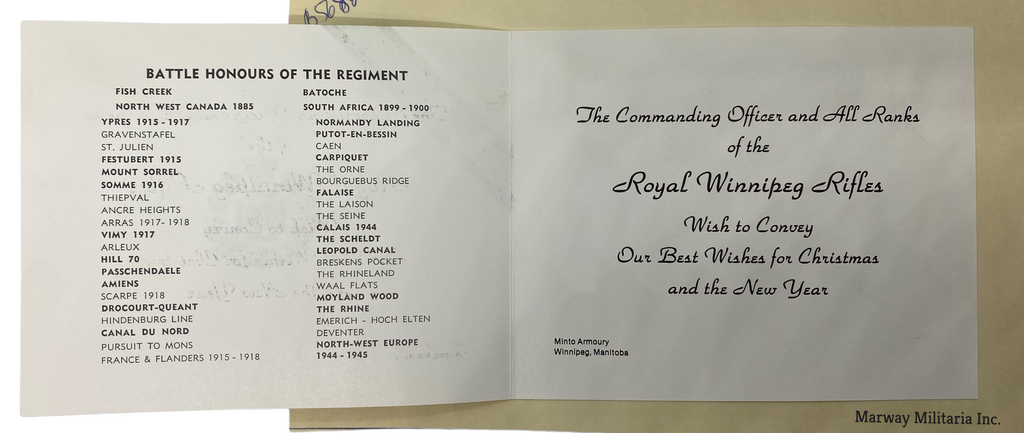 BATTLE HONOURS OF THE REGIMENT
FISH CREEK
NORTH WEST CANADA 1885
YPRES 1915 - 1917
GRAVENSTAFEL
ST. JULIEN
FESTUBERT 1915
MOUNT SORREL
SOMME 1916
THIEPVAL
ANCRE HEIGHTS
ARRAS 1917 - 1918
VIMY 1917
ARLEUX
HILL 70
PASSCHENDAELE
AMIENS
SCARPE 1918
DROCOURT-QUEANT
HINDENBURG LINE
CANAL DU NORD
PURSUIT TO MONS
FRANCE & FLANDERS 1915 - 1918
BATOCHE
SOUTH AFRICA 1899 - 1900
NORMANDY LANDING
PUTOT-EN-BESSIN
CAEN
CARPIQUET
THE ORNE
BOURGUEBUS RIDGE
FALAISE
THE LAISON
THE SEINE
CALAIS 1944
THE SCHELDT
LEOPOLD CANAL
BRESKENS POCKET
THE RHINELAND
WAAL FLATS
MOYLAND WOOD
THE RHINE
EMERICH - HOCH ELTEN
DEVENTER
NORTH-WEST EUROPE
1944 - 1945
The Commanding Officer and All Ranks
of the
Royal Winnipeg Rifles
Wish to Convey
Our Best Wishes for Christmas
and the New Year
Minto Armoury
Winnipeg, Manitoba
Marway Militaria Inc.